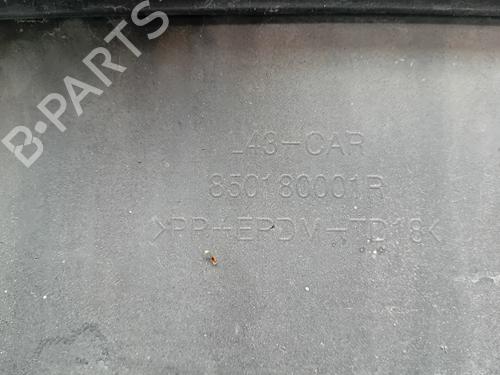 B-PARTS
L43-CAR
850180001R
>PP+EPDM-TD18<